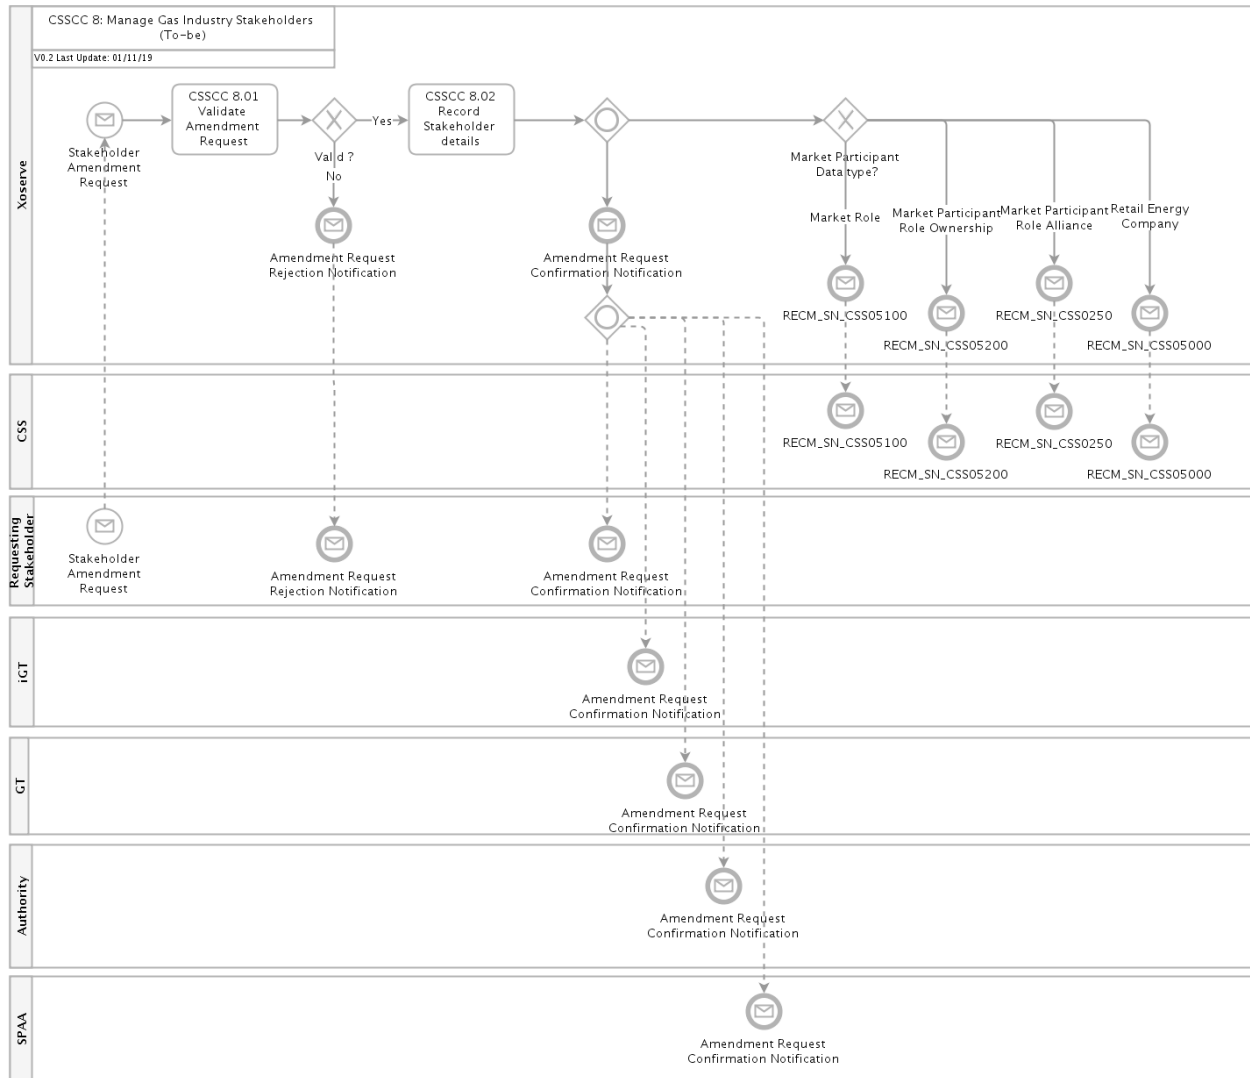 CSSCC 8: Manage Gas Industry Stakeholders
(To-be)
V0.2 Last Update: 01/11/19
Xoserve
Stakeholder
Amendment
Request
CSSCC 8.01
Validate
Amendment
Request
Valid ?
Yes
No
CSSCC 8.02
Record
Stakeholder
details
Amendment Request
Rejection Notification
Amendment Request
Confirmation Notification
Market Participant
Data type?
Market Role
Market Participant
Role Ownership
Market Participant
Role Alliance
Retail Energy
Company
RECM_SN_CSS05100
RECM_SN_CSS05200
RECM_SN_CSS0250
RECM_SN_CSS05000
CSS
RECM_SN_CSS05100
RECM_SN_CSS05200
RECM_SN_CSS0250
RECM_SN_CSS05000
Requesting
Stakeholder
Stakeholder
Amendment
Request
Amendment Request
Rejection Notification
Amendment Request
Confirmation Notification
iGT
Amendment Request
Confirmation Notification
GT
Amendment Request
Confirmation Notification
Authority
Amendment Request
Confirmation Notification
SPAA
Amendment Request
Confirmation Notification